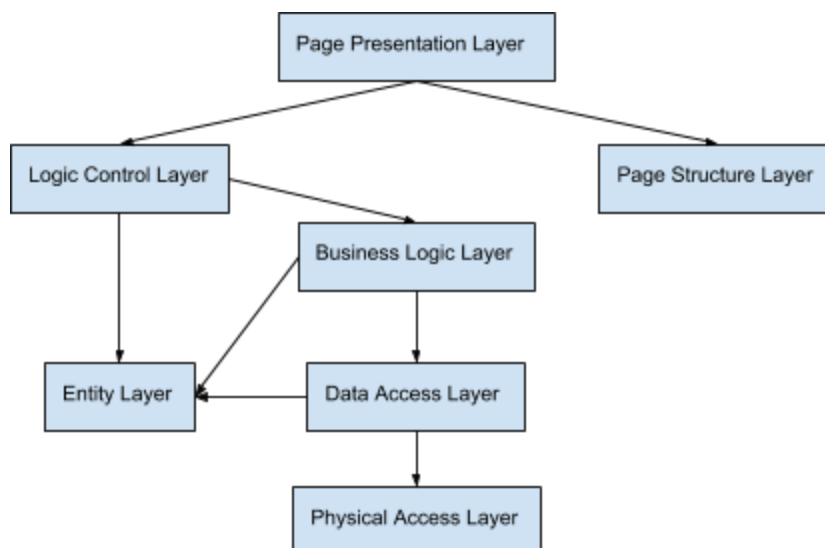 Page Presentation Layer
Logic Control Layer
Page Structure Layer
Business Logic Layer
Entity Layer
Data Access Layer
Physical Access Layer